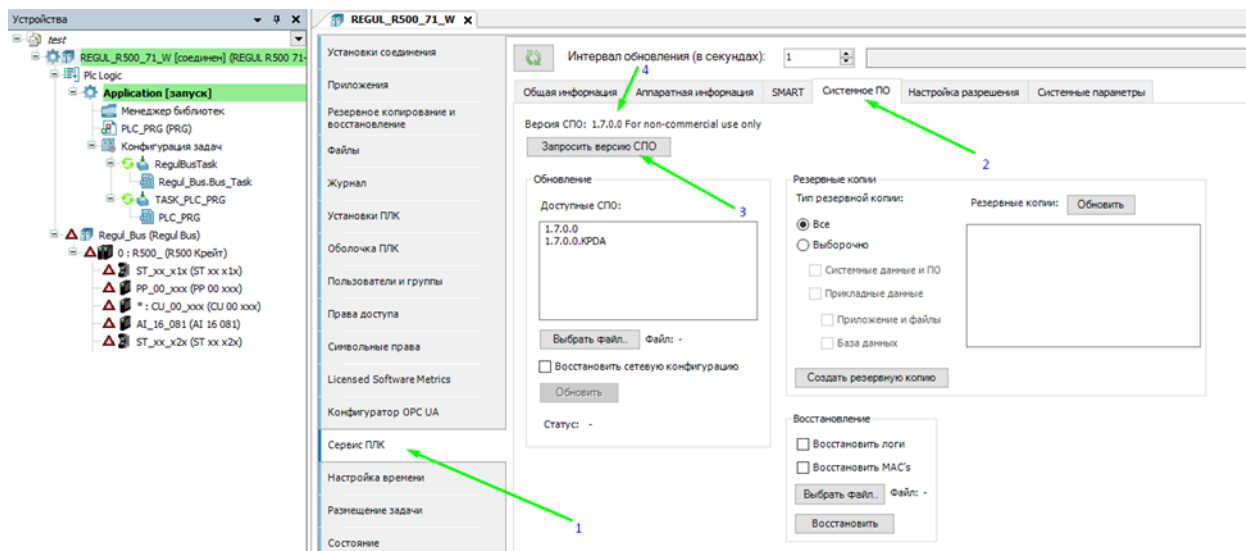 Устройства
test
REGUL_R500_71_W [соединен] (REGUL R500 71-
Plc Logic
Application [запуск]
Менеджер библиотек
PLC_PRG (PRG)
Конфигурация задач
RegulBusTask
Regul_Bus.Bus_Task
TASK_PLC_PRG
PLC_PRG
Regul_Bus (Regul Bus)
0 : R500_ (R500 Крейт)
ST_xx_x1x (ST xx x1x)
PP_00_xxx (PP 00 xxx)
* : CU_00_xxx (CU 00 xxx)
AI_16_081 (AI 16 081)
ST_xx_x2x (ST xx x2x)
REGUL_R500_71_W
Установки соединения
Приложения
Резервное копирование и
восстановление
Файлы
Журнал
Установки ПЛК
Оболочка ПЛК
Пользователи и группы
Права доступа
Символьные права
Licensed Software Metrics
Конфигуратор OPC UA
Сервис ПЛК
Настройка времени
Размещение задачи
Состояние
1
Интервал обновления (в секундах): 1
4
Общая информация Аппаратная информация SMART Системное ПО Настройка разрешения Системные параметры
Версия СПО: 1.7.0.0 For non-commercial use only
Запросить версию СПО
2
3
Обновление
Доступные СПО:
1.7.0.0
1.7.0.0.KPDA
Выбрать файл.. Файл: -
Восстановить сетевую конфигурацию
Обновить
Статус: -
Резервные копии
Тип резервной копии: Резервные копии: Обновить
Все
Выборочно
Системные данные и ПО
Прикладные данные
Приложение и файлы
База данных
Создать резервную копию
Восстановление
Восстановить логи
Восстановить MAC's
Выбрать файл.. Файл: -
Восстановить